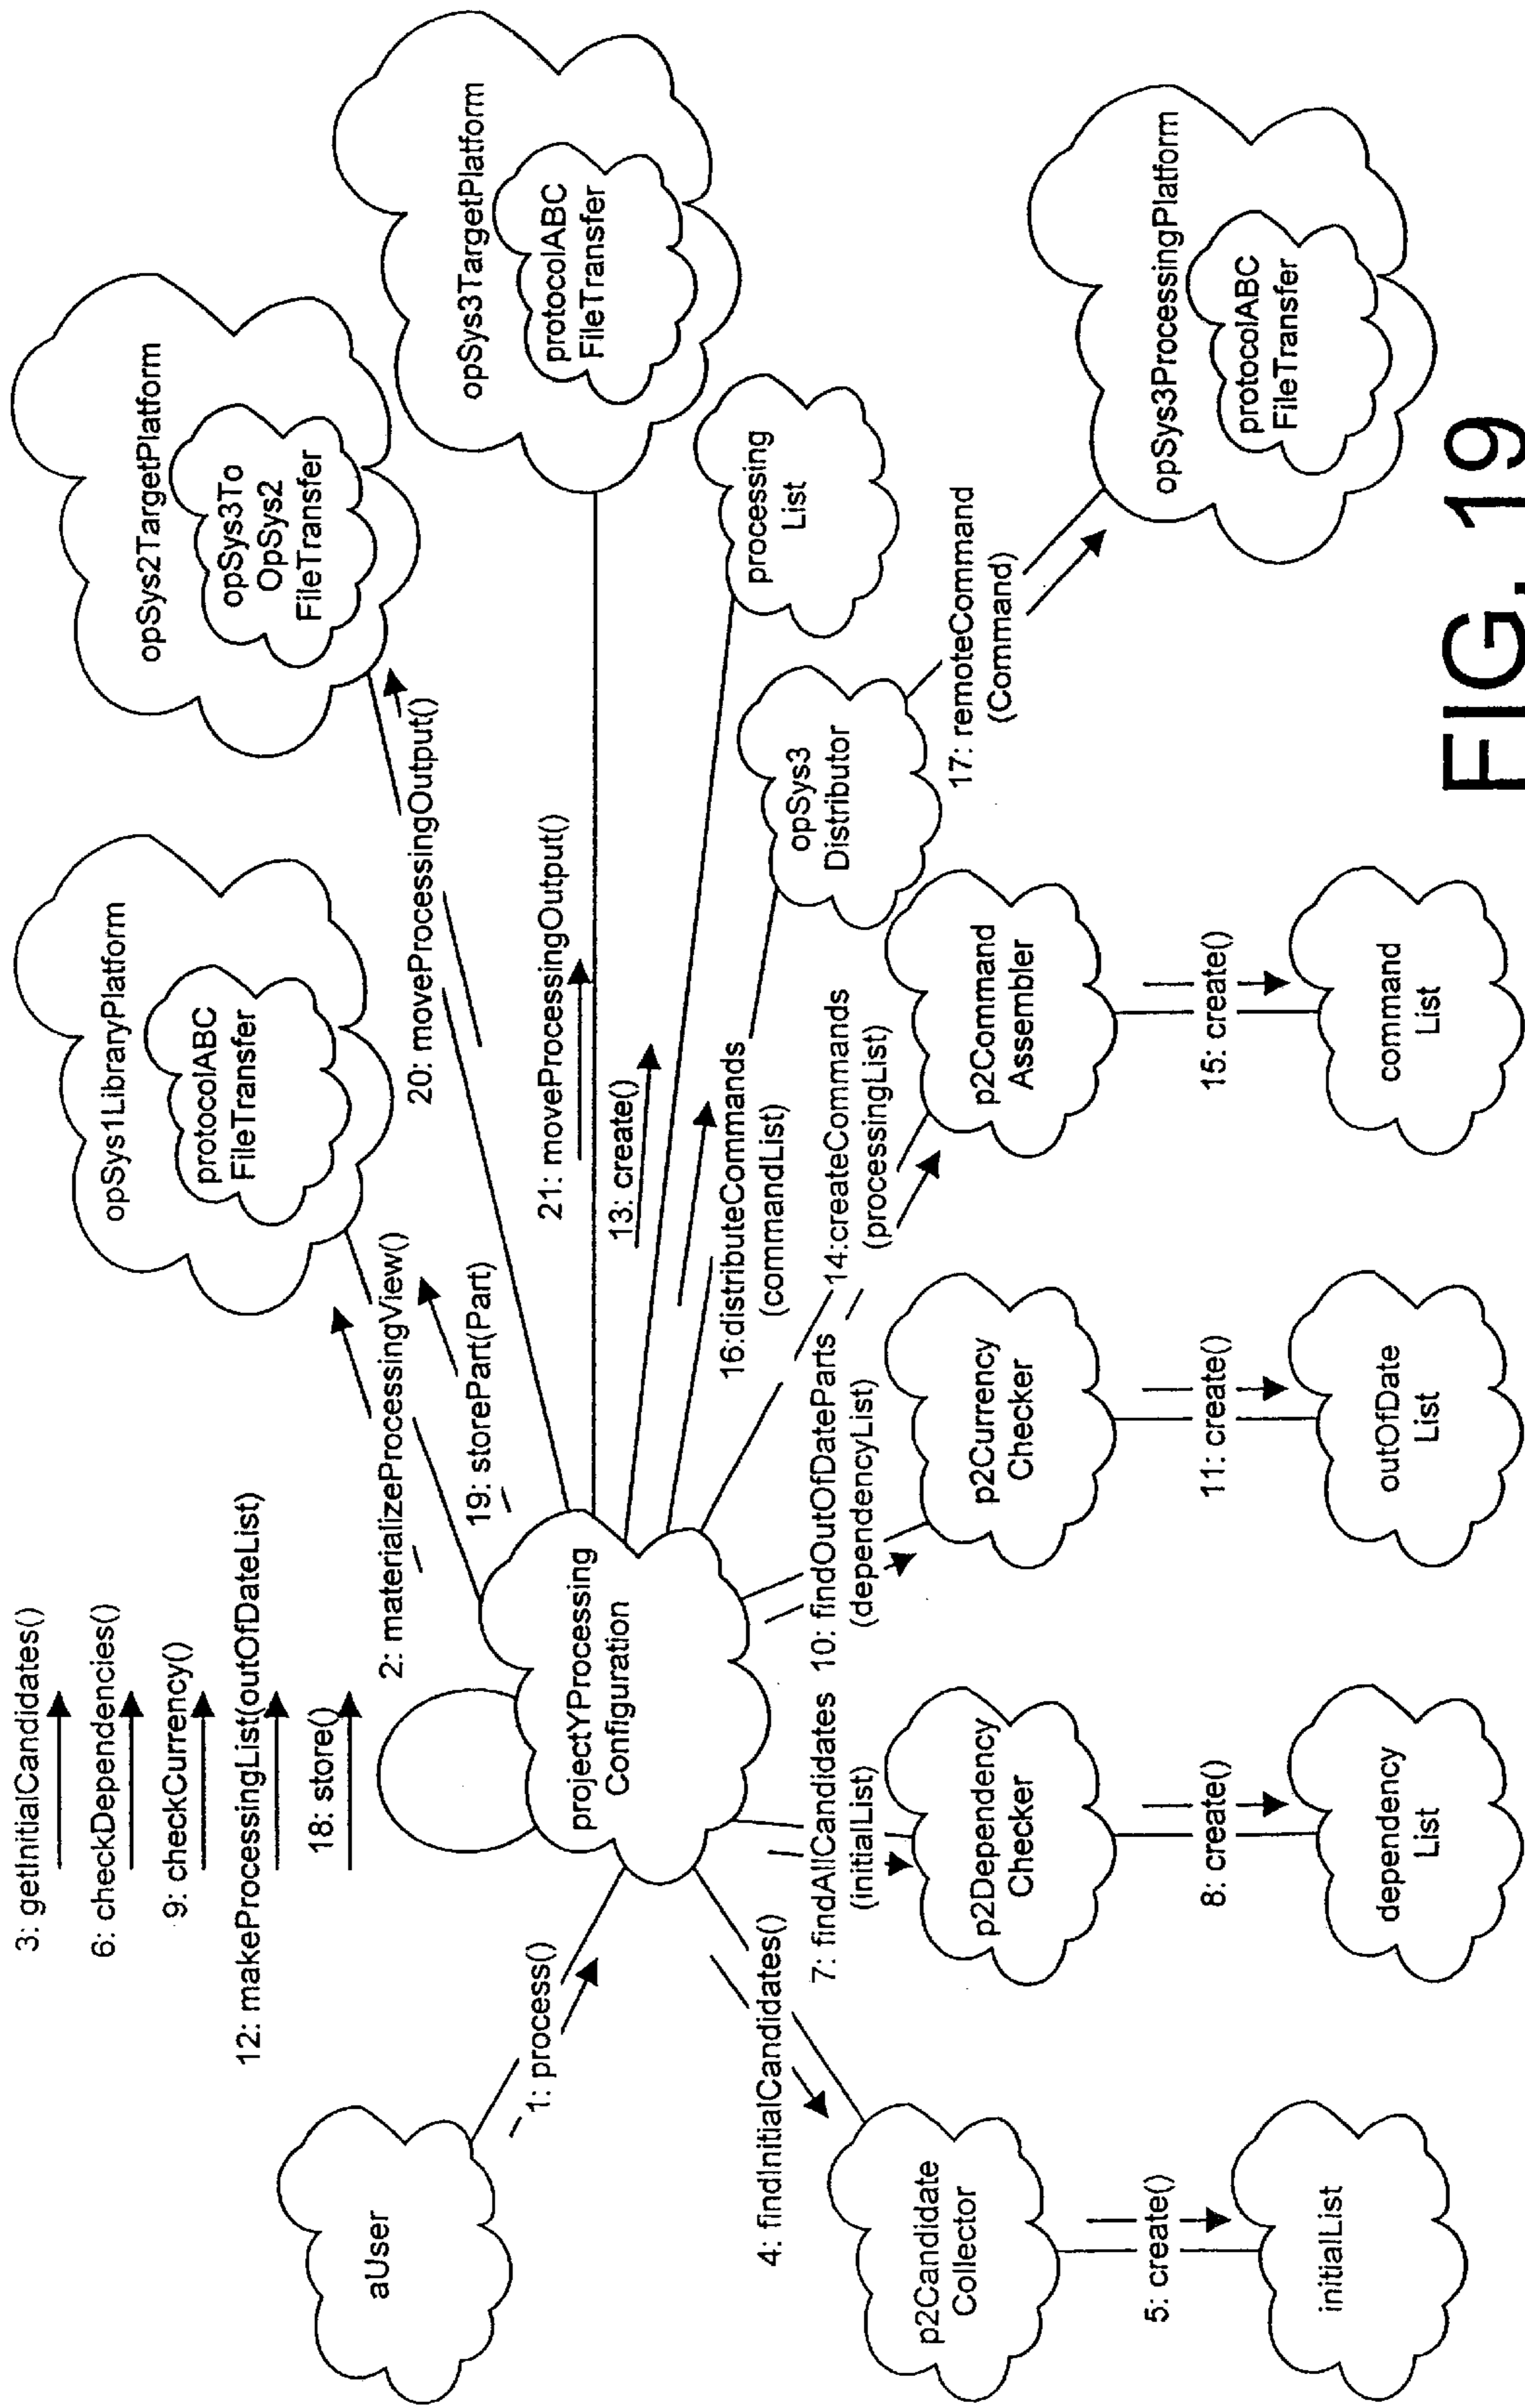 3: getInitialCandidates()
6: checkDependencies()
9: checkCurrency()
12: makeProcessingList(outOfDateList)
18: store()
aUser
1: process()
projectYProcessing
Configuration
2: materializeProcessingView()
19: storePart(Part)
opSys1LibraryPlatform
protocolABC
FileTransfer
20: moveProcessingOutput()
opSys2TargetPlatform
opSys3To
OpSys2
FileTransfer
21: moveProcessingOutput()
opSys3TargetPlatform
protocolABC
FileTransfer
13: create()
processing
List
16:distributeCommands
(commandList)
opSys3
Distributor
17: remoteCommand
(Command)
opSys3ProcessingPlatform
protocolABC
FileTransfer
4: findInitialCandidates()
p2Candidate
Collector
5: create()
initialList
7: findAllCandidates
(initialList)
p2Dependency
Checker
8: create()
dependency
List
10: findOutOfDateParts
(dependencyList)
p2Currency
Checker
11: create()
outOfDate
List
14:createCommands
(processingList)
p2Command
Assembler
15: create()
command
List
FIG. 19